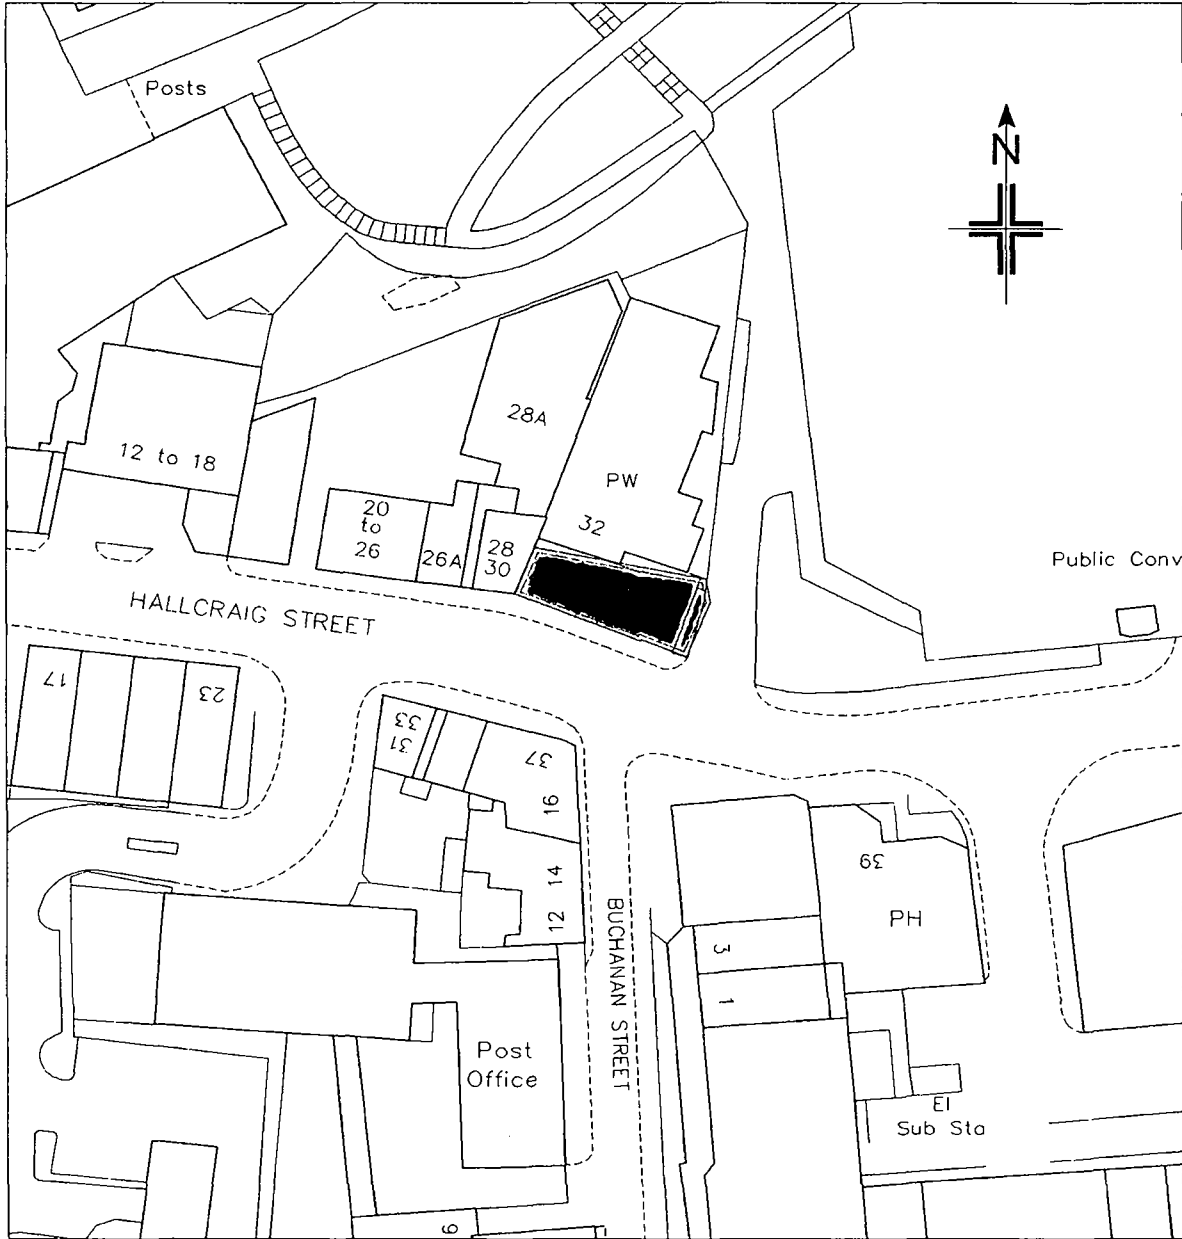 Posts
N
28A
12 to 18
PW
20
to
26
26A
28
30
32
Public Conv
HALLCRAIG STREET
17
23
33
31
37
16
14
12
39
PH
BUCHANAN STREET
3
1
Post
Office
El
Sub Sta
9